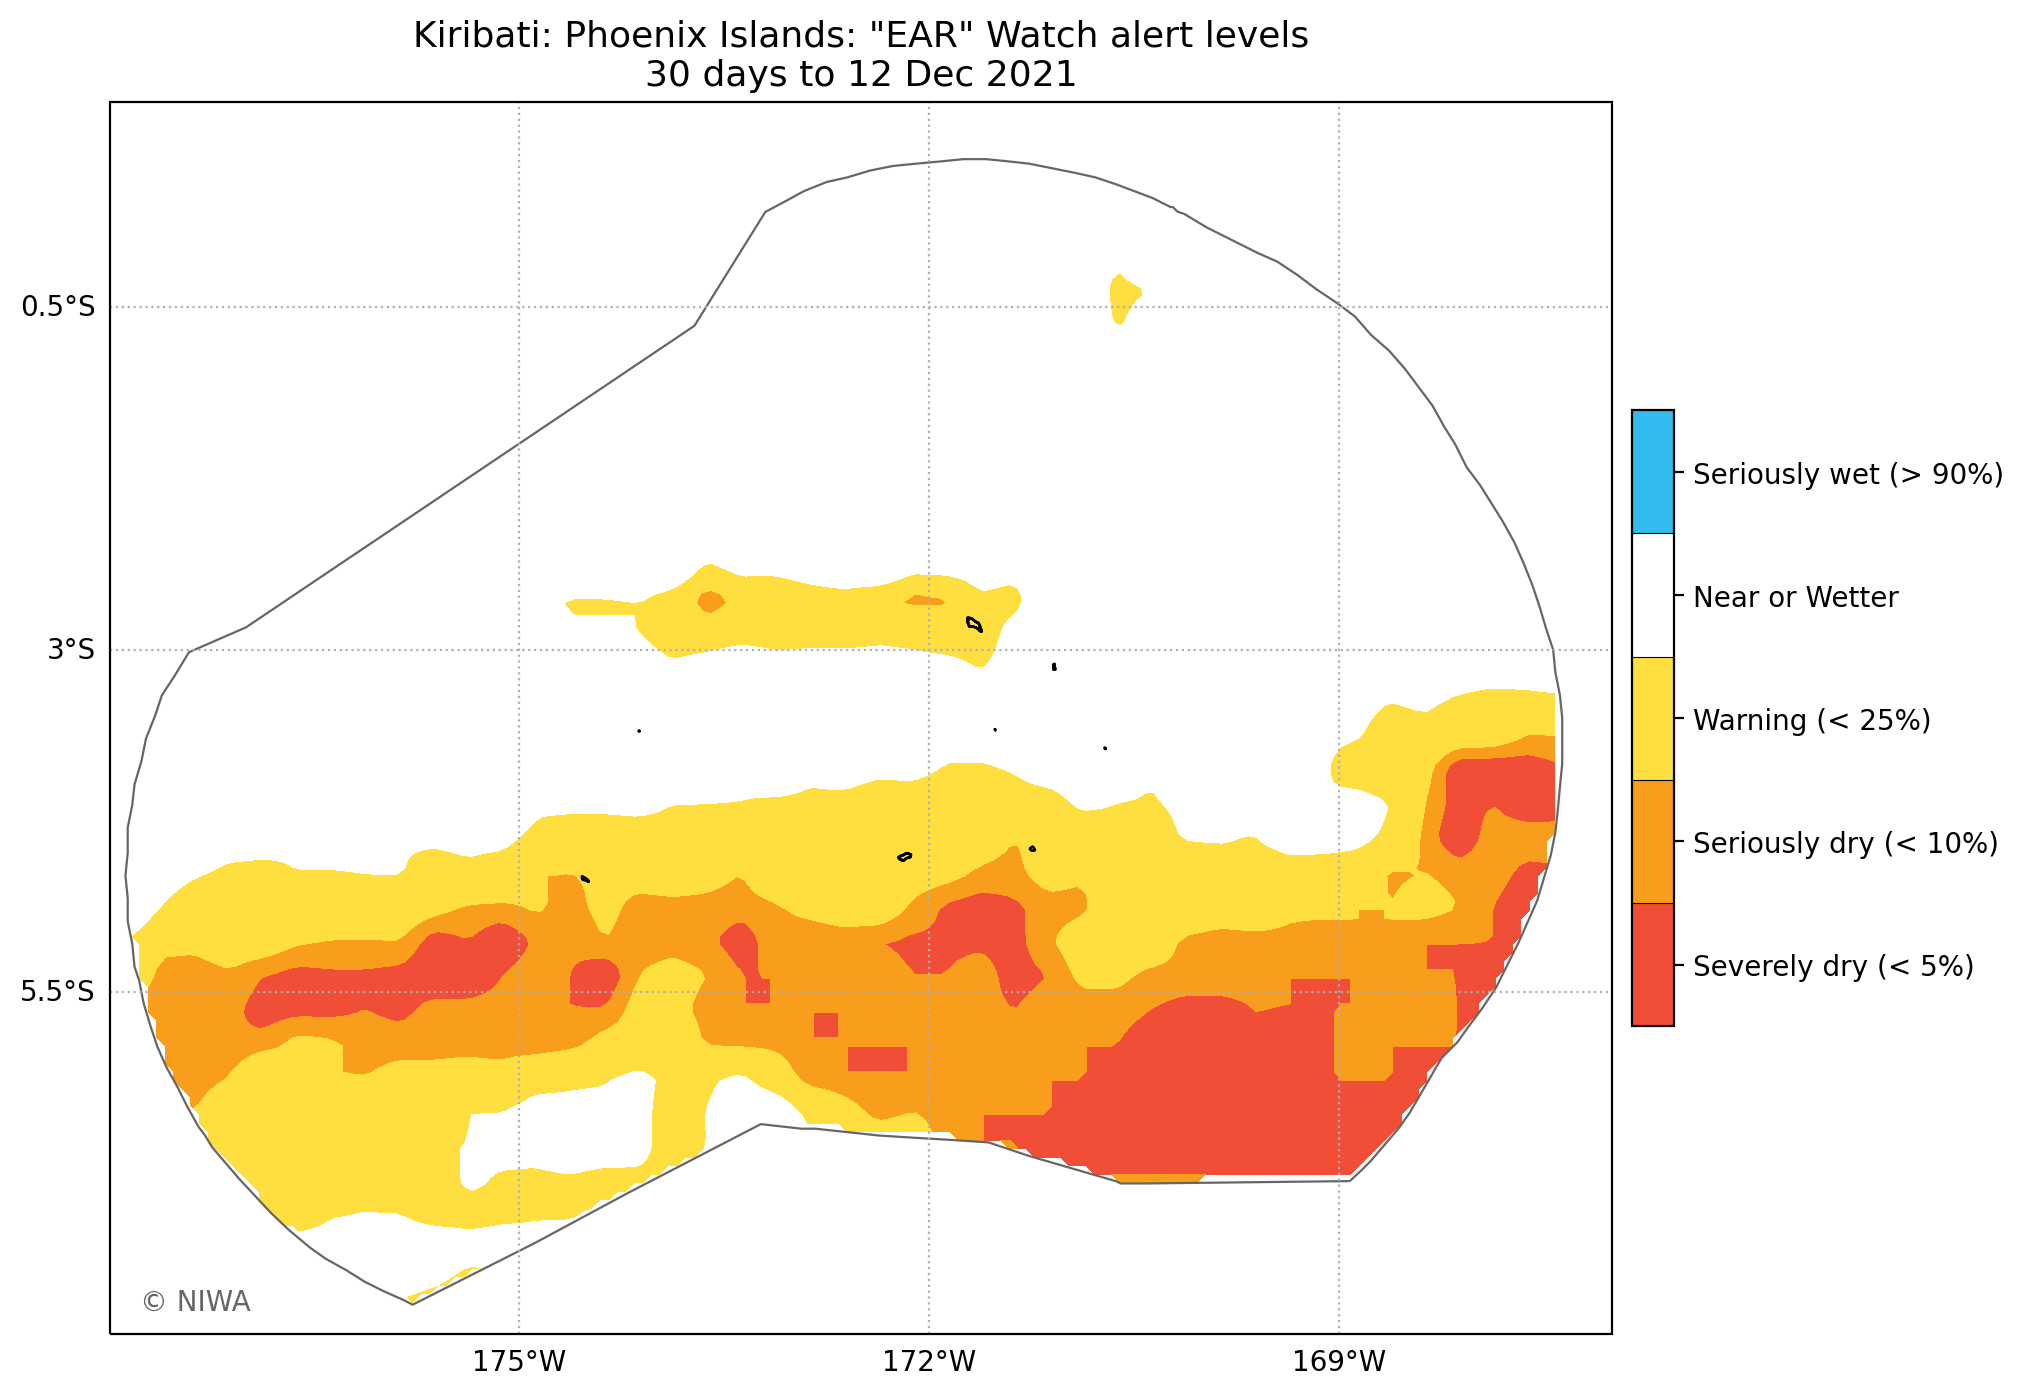 Kiribati: Phoenix Islands: "EAR" Watch alert levels
30 days to 12 Dec 2021
0.5°S
3°S
5.5°S
175°W
172°W
169°W
Seriously wet (> 90%)
Near or Wetter
Warning (< 25%)
Seriously dry (< 10%)
Severely dry (< 5%)
© NIWA